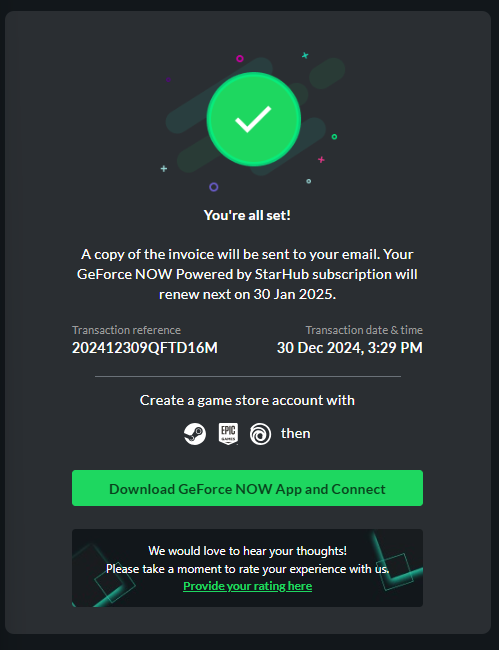 You're all set!
A copy of the invoice will be sent to your email. Your
GeForce NOW Powered by StarHub subscription will
renew next on 30 Jan 2025.
Transaction reference
202412309QFTD16M
Transaction date & time
30 Dec 2024, 3:29 PM
Create a game store account with
EPIC
GAMES
then
Download GeForce NOW App and Connect
We would love to hear your thoughts!
Please take a moment to rate your experience with us.
Provide your rating here